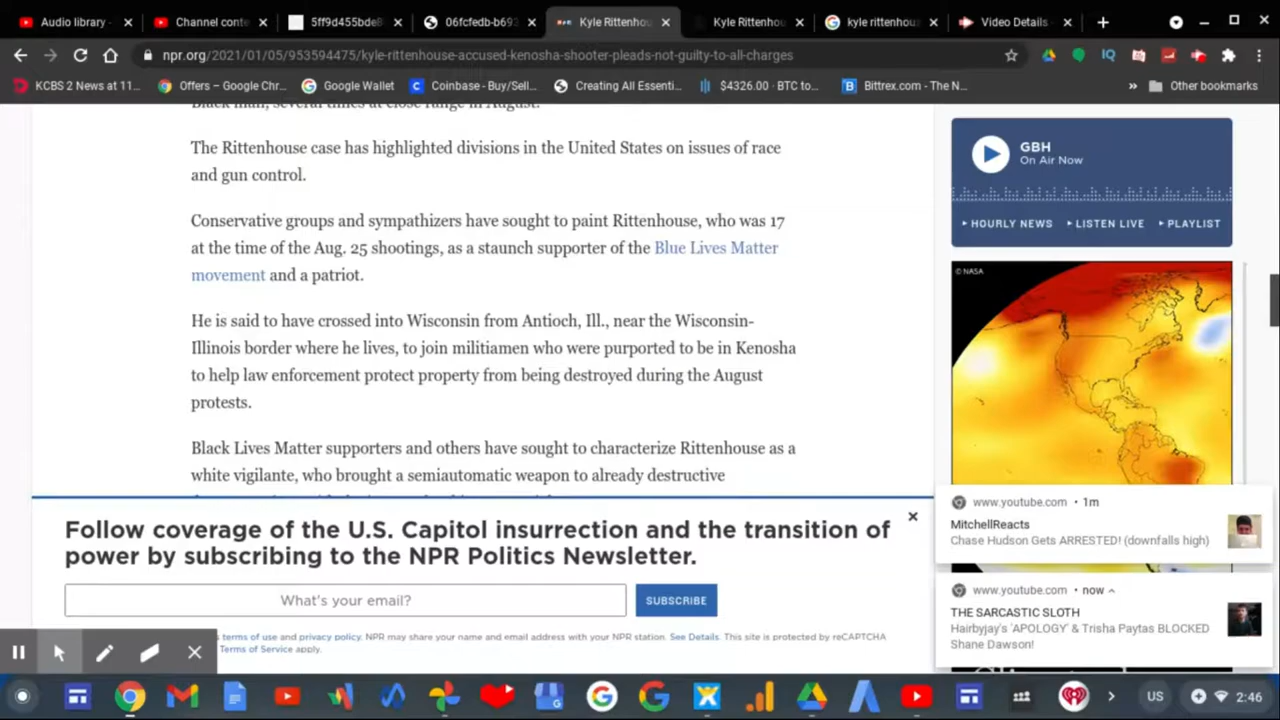 Audio library -
Channel conte
5ff9d455bde8
06fcfedb-b693
Kyle Rittenhou
Kyle Rittenhou
kyle rittenhous
Video Details -
npr.org/2021/01/05/953594475/kyle-rittenhouse-accused-kenosha-shooter-pleads-not-guilty-to-all-charges
KCBS 2 News at 11...
Offers – Google Chr...
Google Wallet
Coinbase - Buy/Sell...
Creating All Essenti...
$4326.00 - BTC to...
Bittrex.com - The N...
»
Other bookmarks
Black man, several times at close range in August.
The Rittenhouse case has highlighted divisions in the United States on issues of race
and gun control.
Conservative groups and sympathizers have sought to paint Rittenhouse, who was 17
at the time of the Aug. 25 shootings, as a staunch supporter of the Blue Lives Matter
movement and a patriot.
He is said to have crossed into Wisconsin from Antioch, Ill., near the Wisconsin-
Illinois border where he lives, to join militiamen who were purported to be in Kenosha
to help law enforcement protect property from being destroyed during the August
protests.
Black Lives Matter supporters and others have sought to characterize Rittenhouse as a
white vigilante, who brought a semiautomatic weapon to already destructive
GBH
On Air Now
HOURLY NEWS
LISTEN LIVE
PLAYLIST
© NASA
Follow coverage of the U.S. Capitol insurrection and the transition of
power by subscribing to the NPR Politics Newsletter.
What's your email?
SUBSCRIBE
terms of use and privacy policy. NPR may share your name and email address with your NPR station. See Details. This site is protected by reCAPTCHA
Terms of Service apply.
www.youtube.com • 1m
MitchellReacts
Chase Hudson Gets ARRESTED! (downfalls high)
www.youtube.com • now
THE SARCASTIC SLOTH
Hairbyjay's 'APOLOGY' & Trisha Paytas BLOCKED
Shane Dawson!
US
2:46